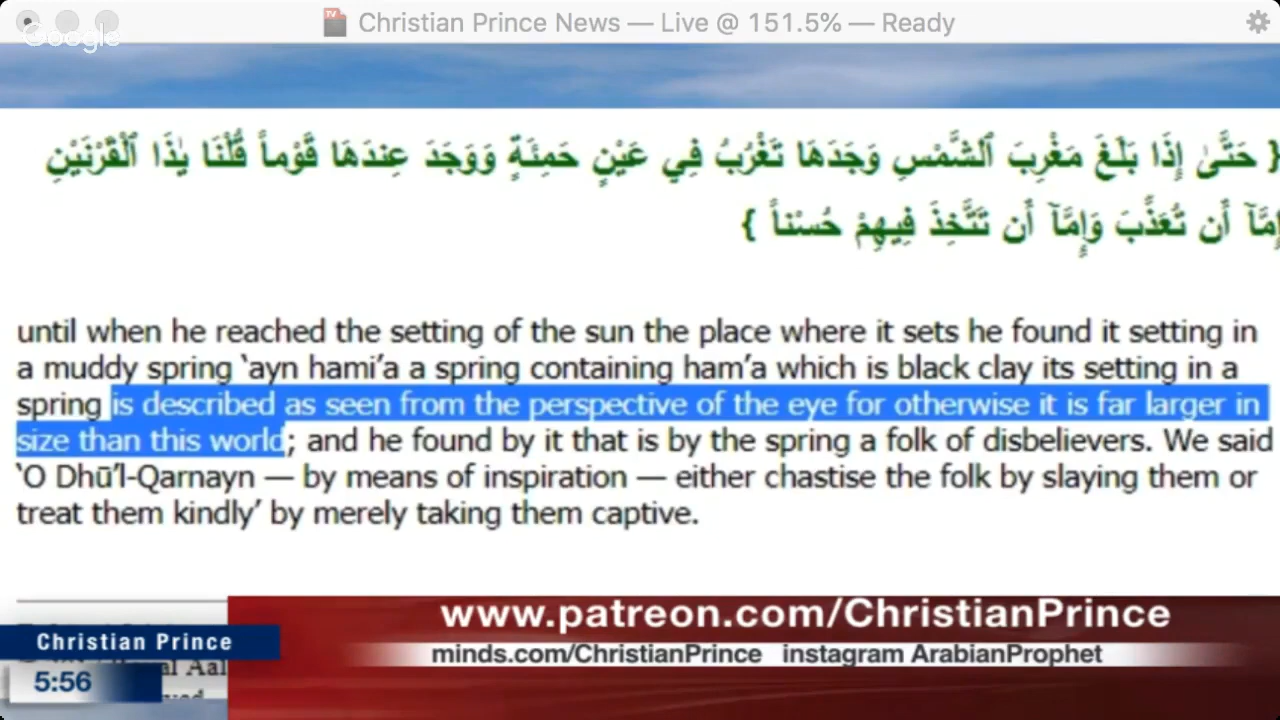 Christian Prince News — Live @ 151.5% — Ready
Google
TV
{ حَتَّىٰ إِذَا بَلَغَ مَغْرِبَ ٱلشَّمْسِ وَجَدَهَا تَغْرُبُ فِي عَيْنٍ حَمِئَةٍ وَوَجَدَ عِندَهَا قَوْماً قُلْنَا يٰذَا ٱلْقَرْنَيْنِ
إِمَّآ أَن تُعَذِّبَ وَإِمَّآ أَن تَتَّخِذَ فِيهِمْ حُسْناً }
until when he reached the setting of the sun the place where it sets he found it setting in
a muddy spring ‘ayn hami’a a spring containing ham’a which is black clay its setting in a
spring is described as seen from the perspective of the eye for otherwise it is far larger in
size than this world; and he found by it that is by the spring a folk of disbelievers. We said
‘O Dhū’l-Qarnayn — by means of inspiration — either chastise the folk by slaying them or
treat them kindly’ by merely taking them captive.
www.patreon.com/ChristianPrince
Christian Prince
minds.com/ChristianPrince instagram ArabianProphet
5:56